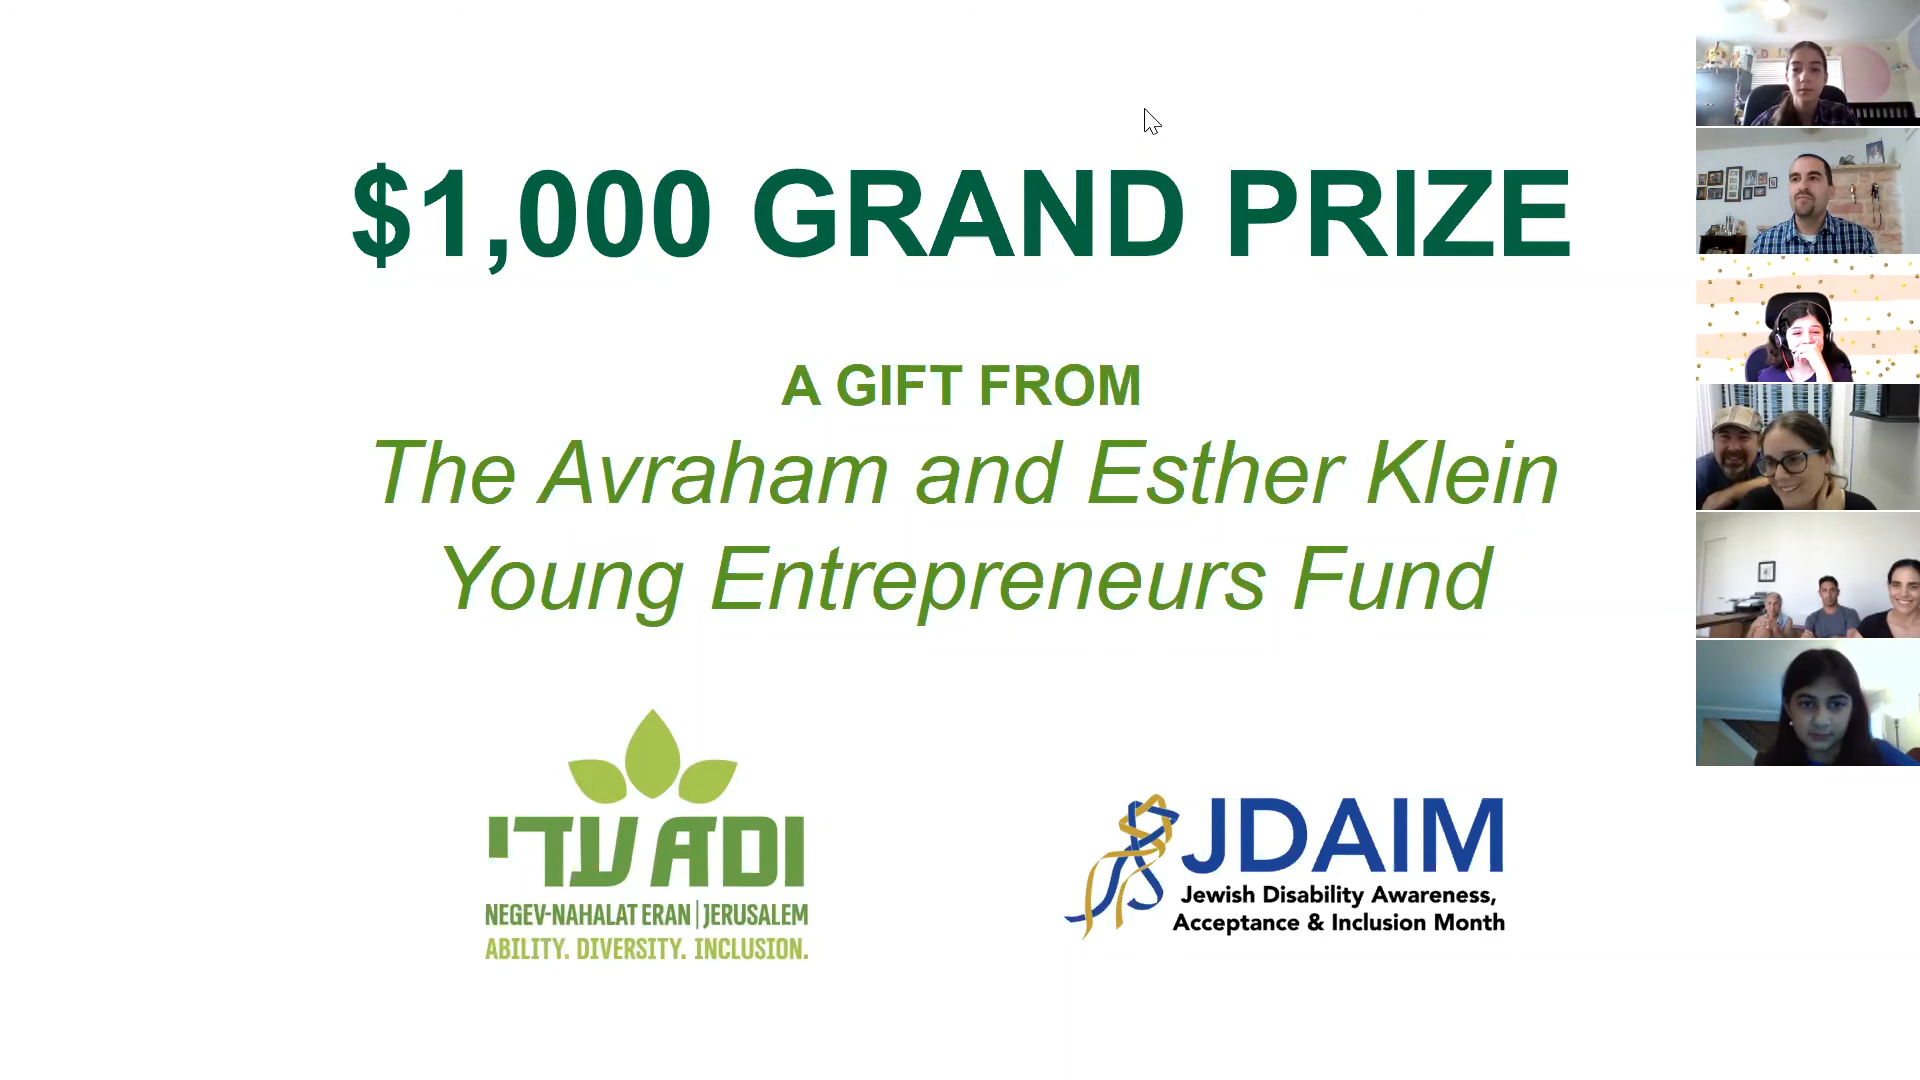 $1,000 GRAND PRIZE
A GIFT FROM
The Avraham and Esther Klein
Young Entrepreneurs Fund
עדי ADI
NEGEV-NAHALAT ERAN | JERUSALEM
ABILITY. DIVERSITY. INCLUSION.
JDAIM
Jewish Disability Awareness,
Acceptance & Inclusion Month